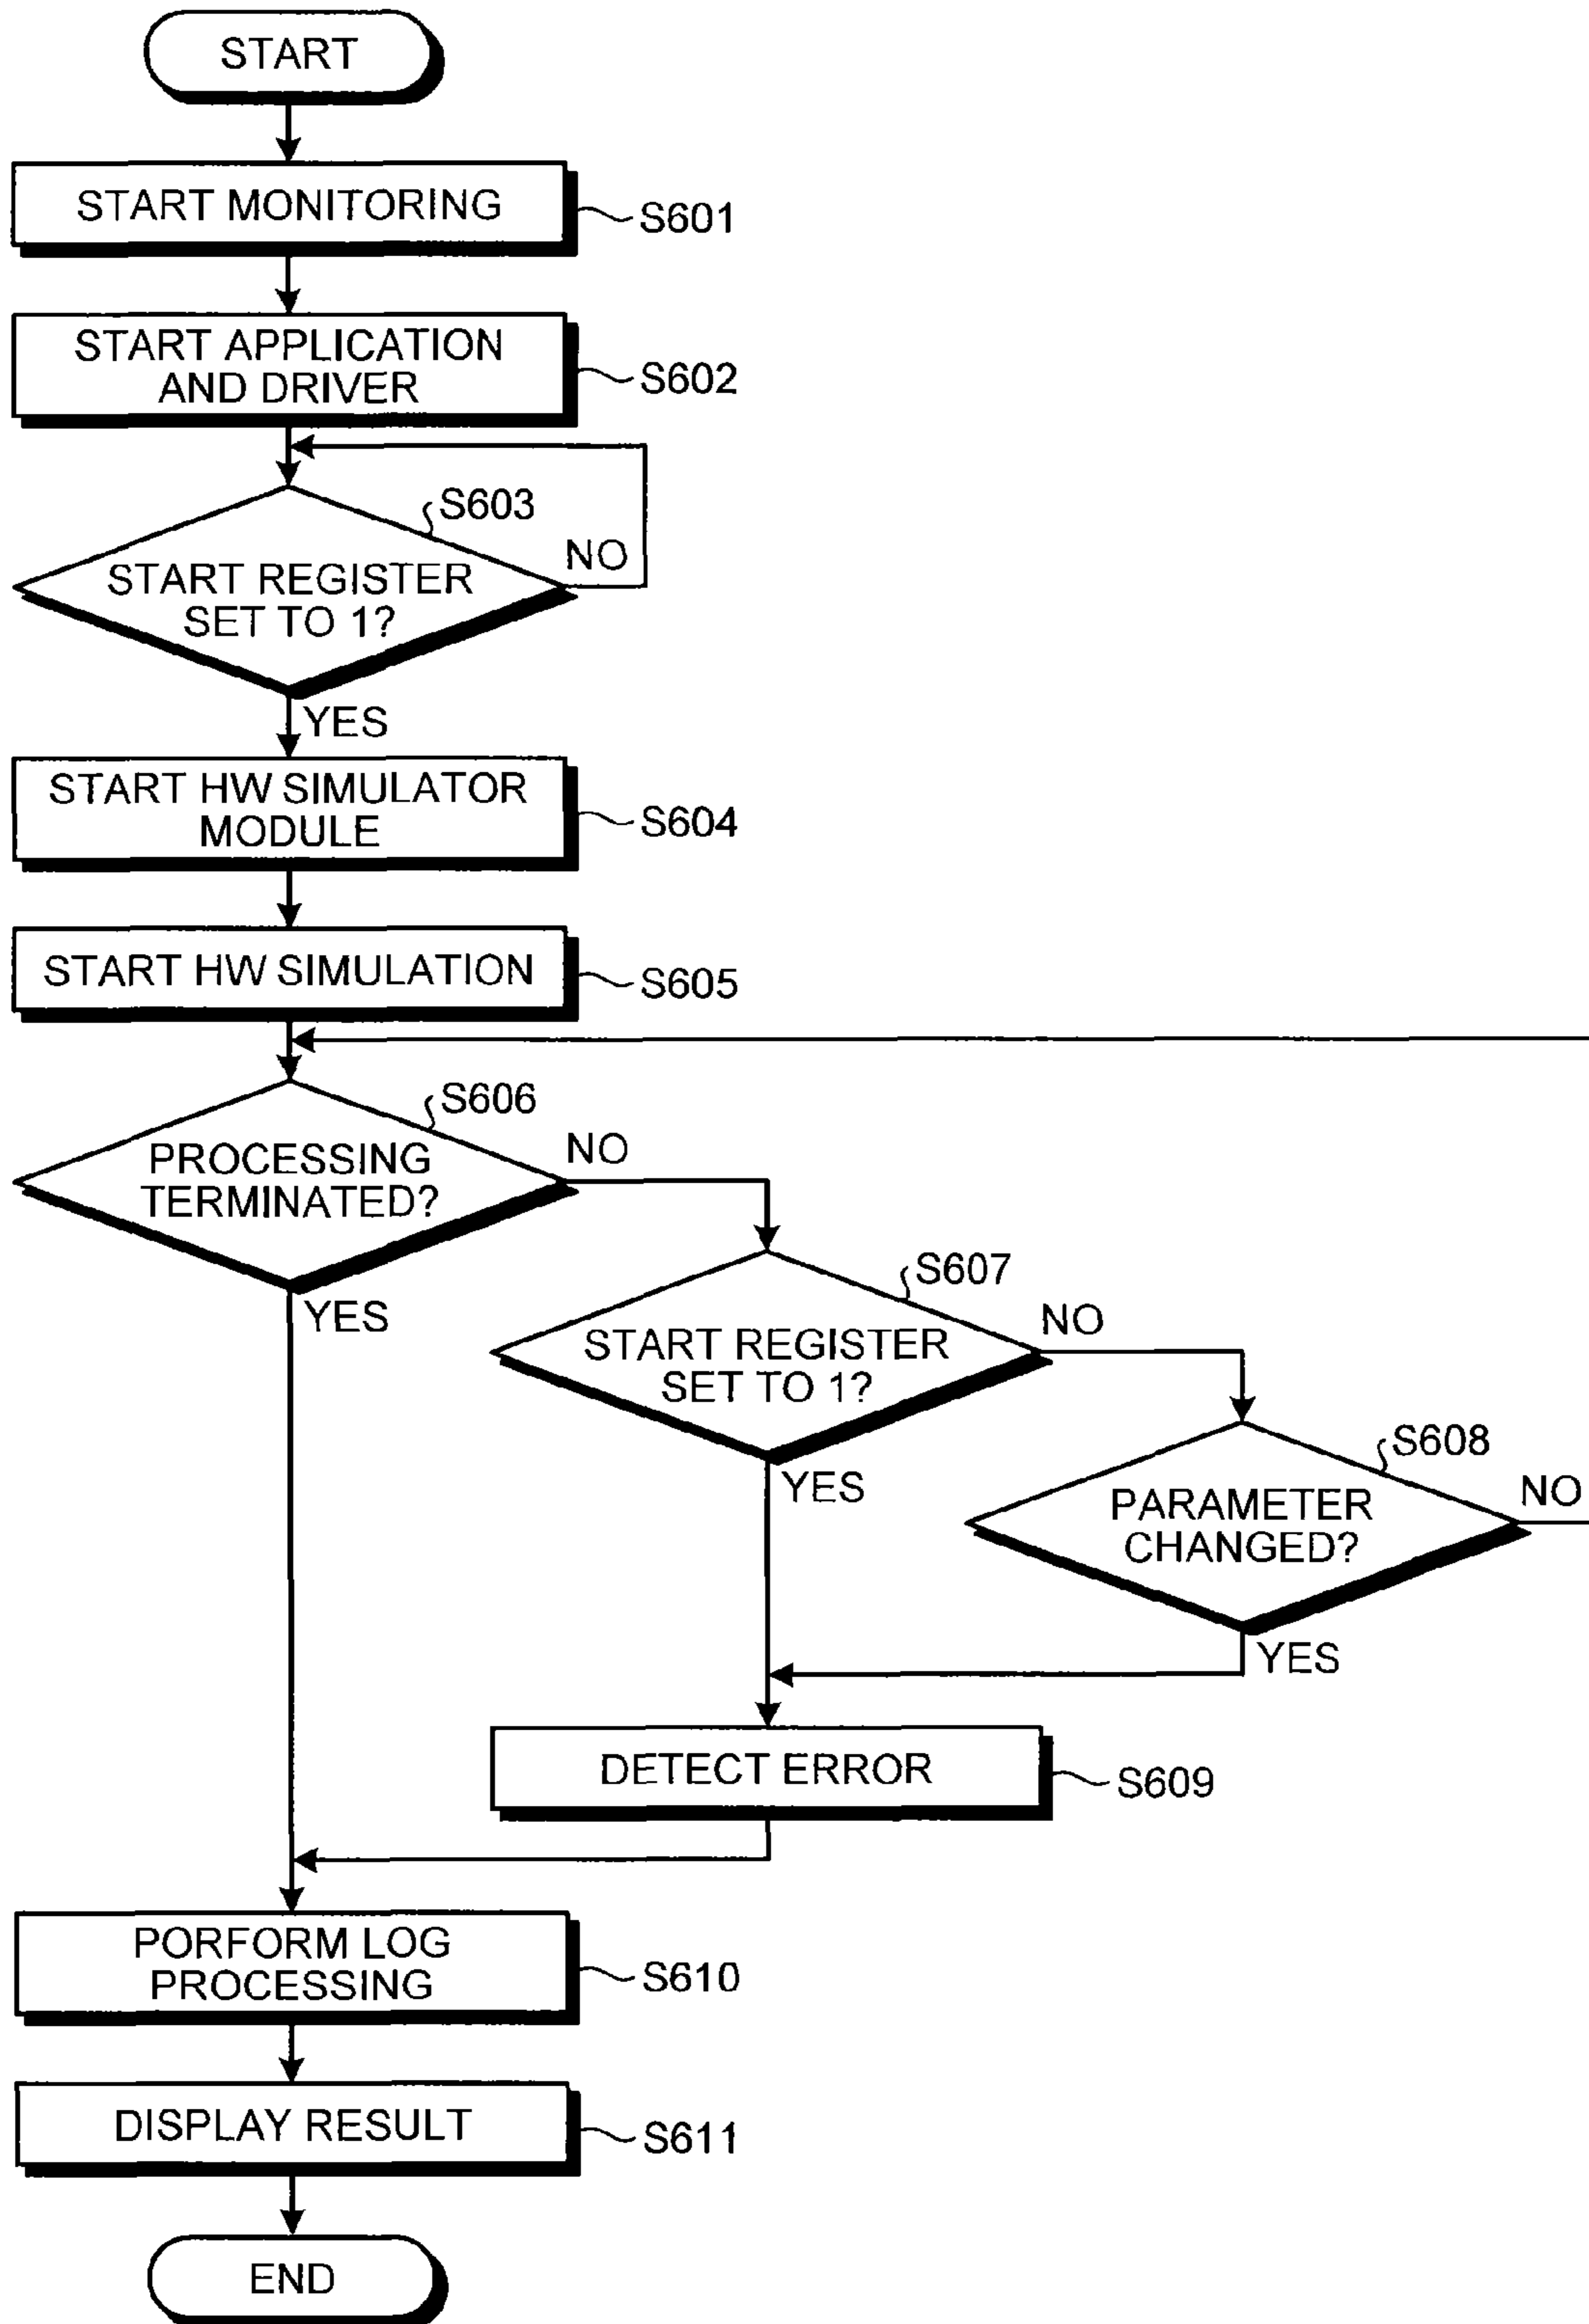 START
START MONITORING
S601
START APPLICATION
AND DRIVER
S602
S603
START REGISTER
SET TO 1?
NO
YES
START HW SIMULATOR
MODULE
S604
START HW SIMULATION
S605
S606
PROCESSING
TERMINATED?
NO
YES
S607
START REGISTER
SET TO 1?
NO
YES
S608
PARAMETER
CHANGED?
NO
YES
DETECT ERROR
S609
PORFORM LOG
PROCESSING
S610
DISPLAY RESULT
S611
END